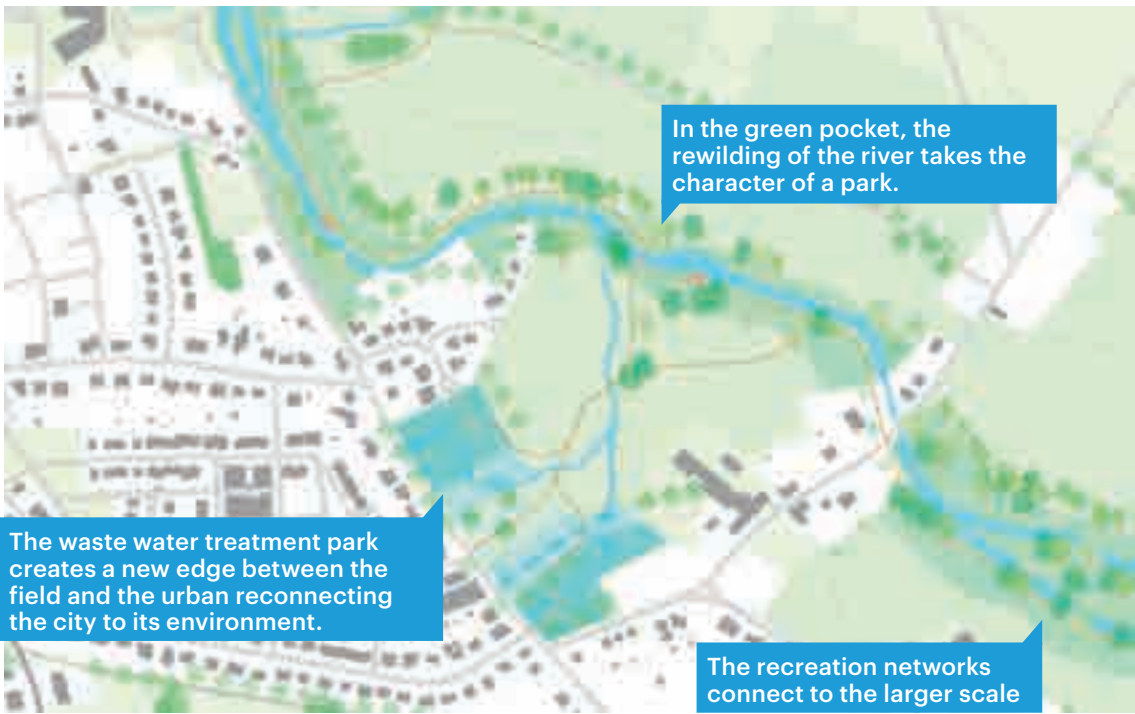 In the green pocket, the
rewilding of the river takes the
character of a park.
The waste water treatment park
creates a new edge between the
field and the urban reconnecting
the city to its environment.
The recreation networks
connect to the larger scale